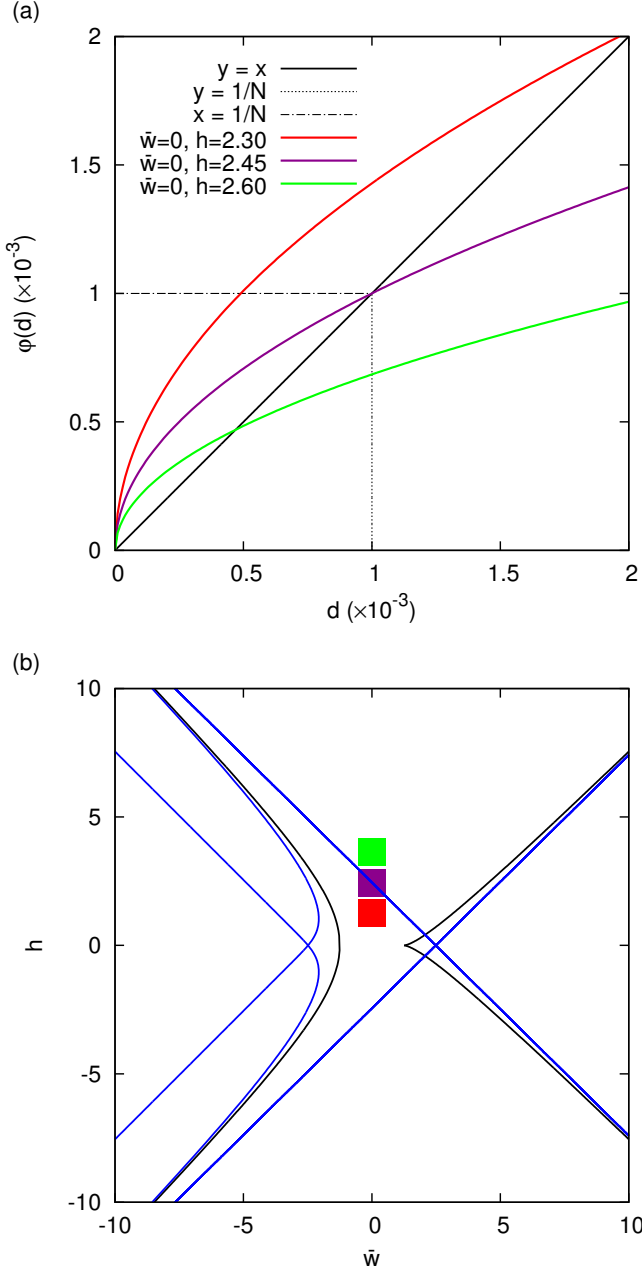 (a)
2
y = x
y = 1/N
x = 1/N
w̄=0, h=2.30
w̄=0, h=2.45
w̄=0, h=2.60
1.5
φ(d) (×10⁻³)
1
0.5
0
0 0.5 1 1.5 2
d (×10⁻³)
(b)
10
5
h
0
-5
-10
-10 -5 0 5 10
w̄